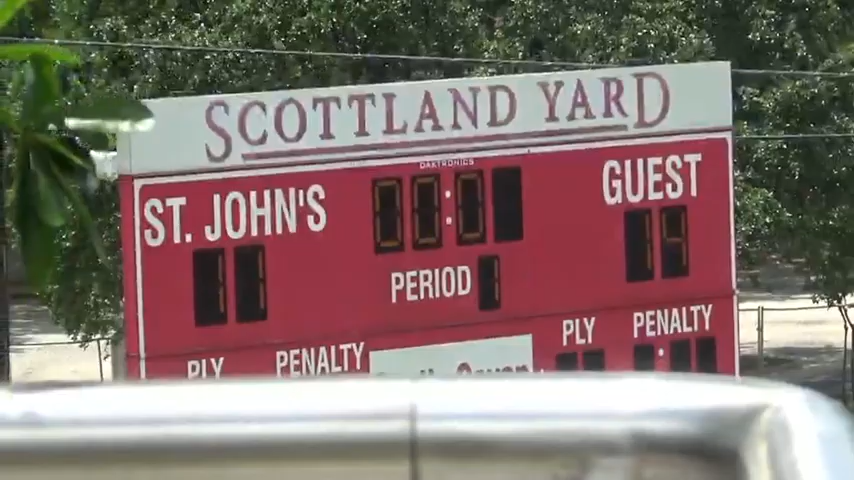 SCOTTLAND YARD
DAKTRONICS
ST. JOHN'S
GUEST
PERIOD
PLY PENALTY PLY PENALTY